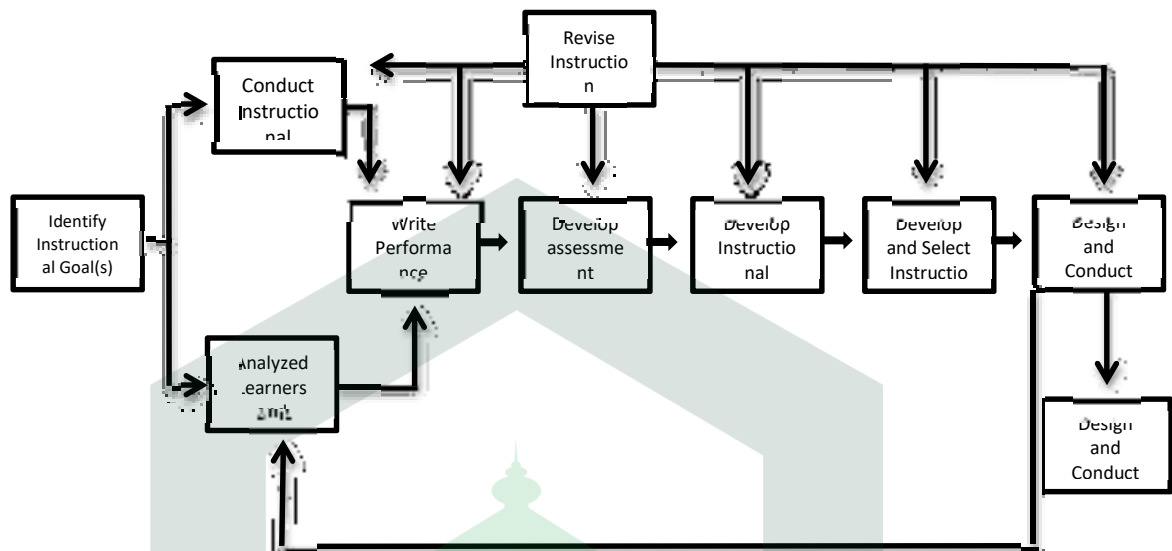 Revise
Instructio
n
Conduct
Instructio
nal
Identify
Instruction
al Goal(s)
Write
Performa
nce
Develop
assessme
nt
Develop
Instructio
nal
Develop
and Select
Instructio
Design
and
Conduct
Analyzed
Learners
Design
and
Conduct